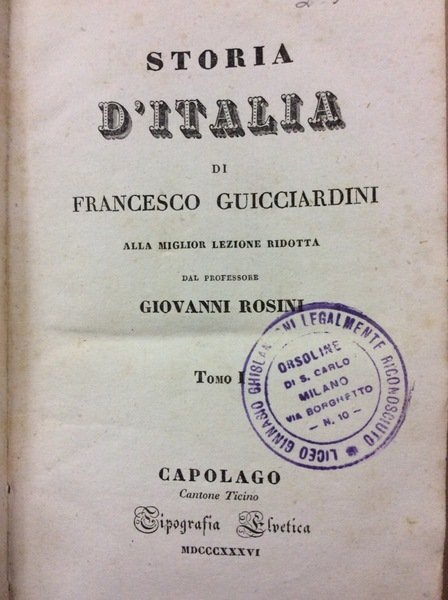 STORIA
D'ITALIA
DI
FRANCESCO GUICCIARDINI
ALLA MIGLIOR LEZIONE RIDOTTA
DAL PROFESSORE
GIOVANNI ROSINI
TOMO I
LICEO GINNASIO GHISLANZONI LEGALMENTE RICONOSCIUTO
ORSOLINE
DI S. CARLO
MILANO
VIA BORGHETTO
– N. 10 –
CAPOLAGO
Cantone Ticino
Tipografia Elvetica
MDCCCXXXVI